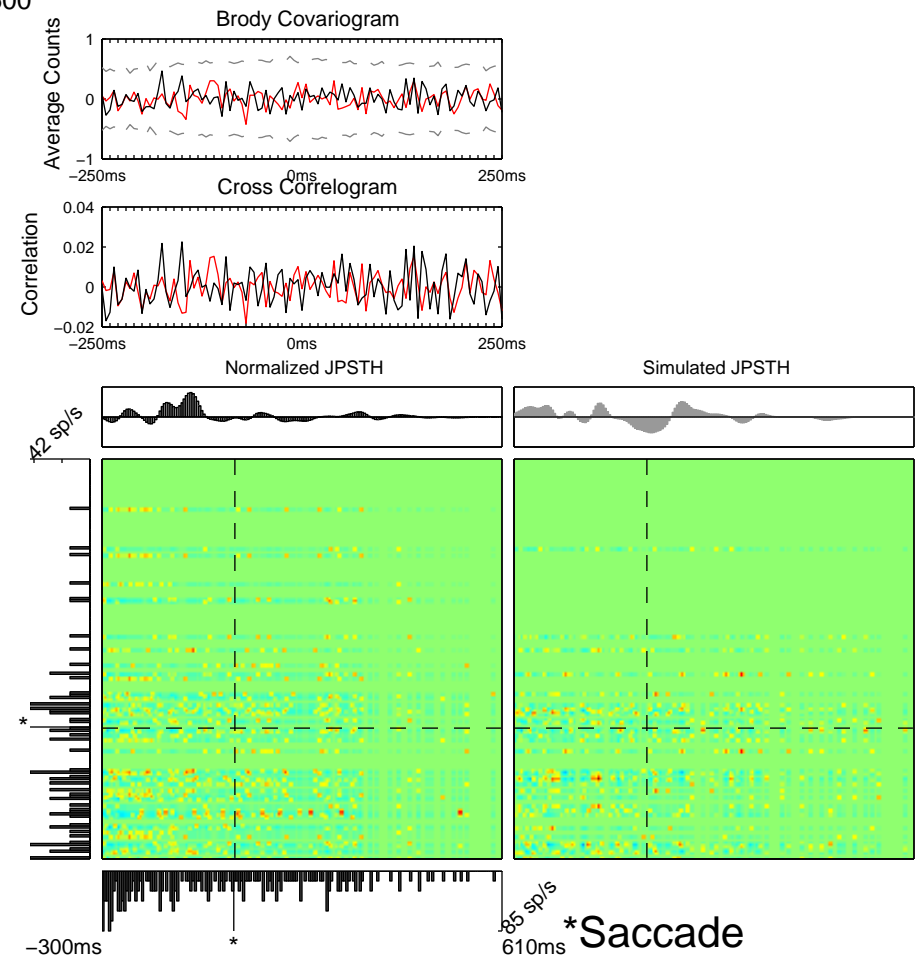 Brody Covariogram
Average Counts
1
0
−1
−250ms
0ms
250ms
Cross Correlogram
Correlation
0.04
0.02
0
−0.02
−250ms
0ms
250ms
Normalized JPSTH
Simulated JPSTH
42 sp/s
*
−300ms
*
85 sp/s
610ms
*Saccade